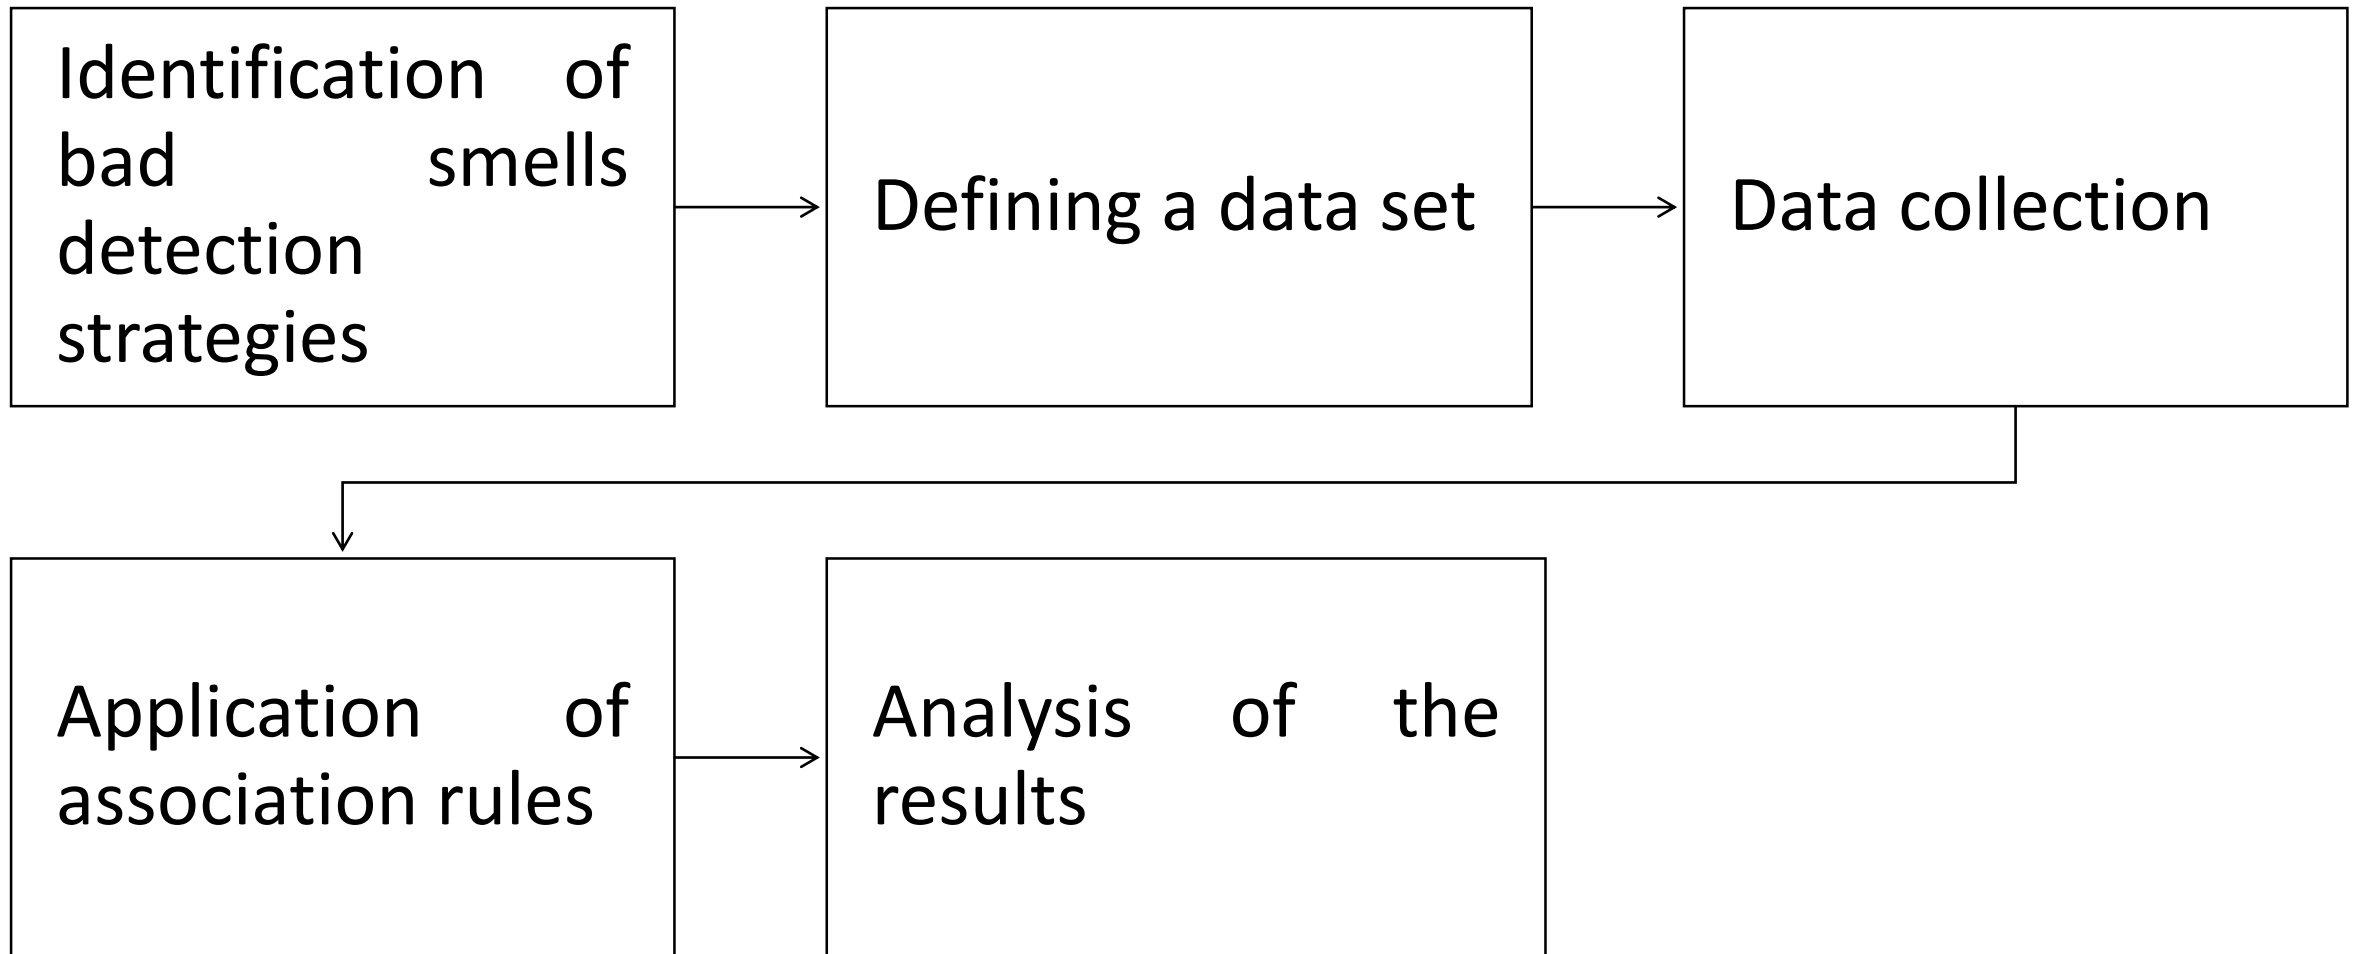 Identification of
bad smells
detection
strategies
Defining a data set
Data collection
Application of
association rules
Analysis of the
results